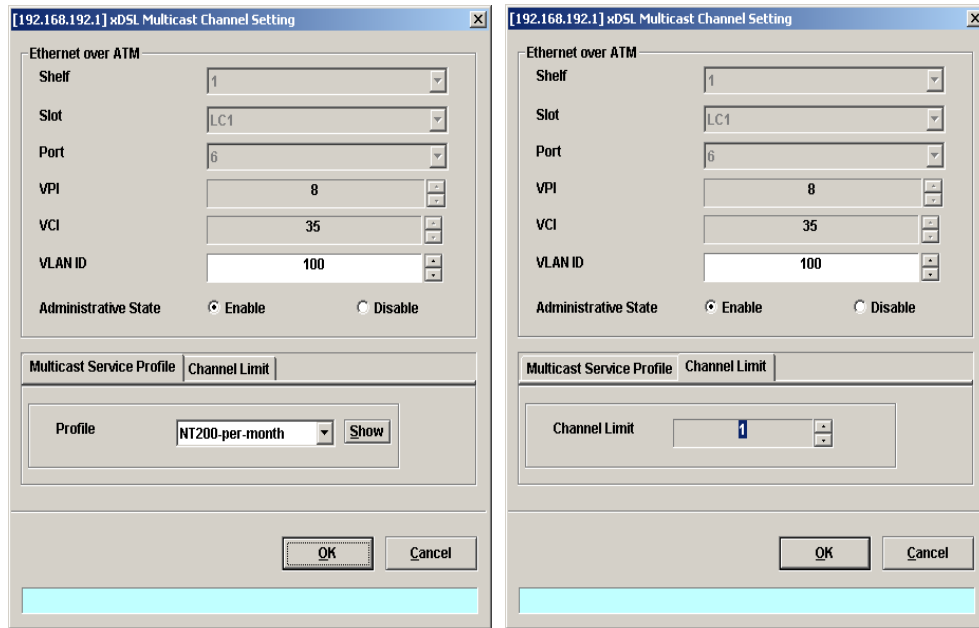 [192.168.192.1] xDSL Multicast Channel Setting
Ethernet over ATM
Shelf 1
Slot LC1
Port 6
VPI 8
VCI 35
VLAN ID 100
Administrative State Enable Disable
Multicast Service Profile Channel Limit
Profile NT200-per-month Show
OK Cancel
[192.168.192.1] xDSL Multicast Channel Setting
Ethernet over ATM
Shelf 1
Slot LC1
Port 6
VPI 8
VCI 35
VLAN ID 100
Administrative State Enable Disable
Multicast Service Profile Channel Limit
Channel Limit 1
OK Cancel